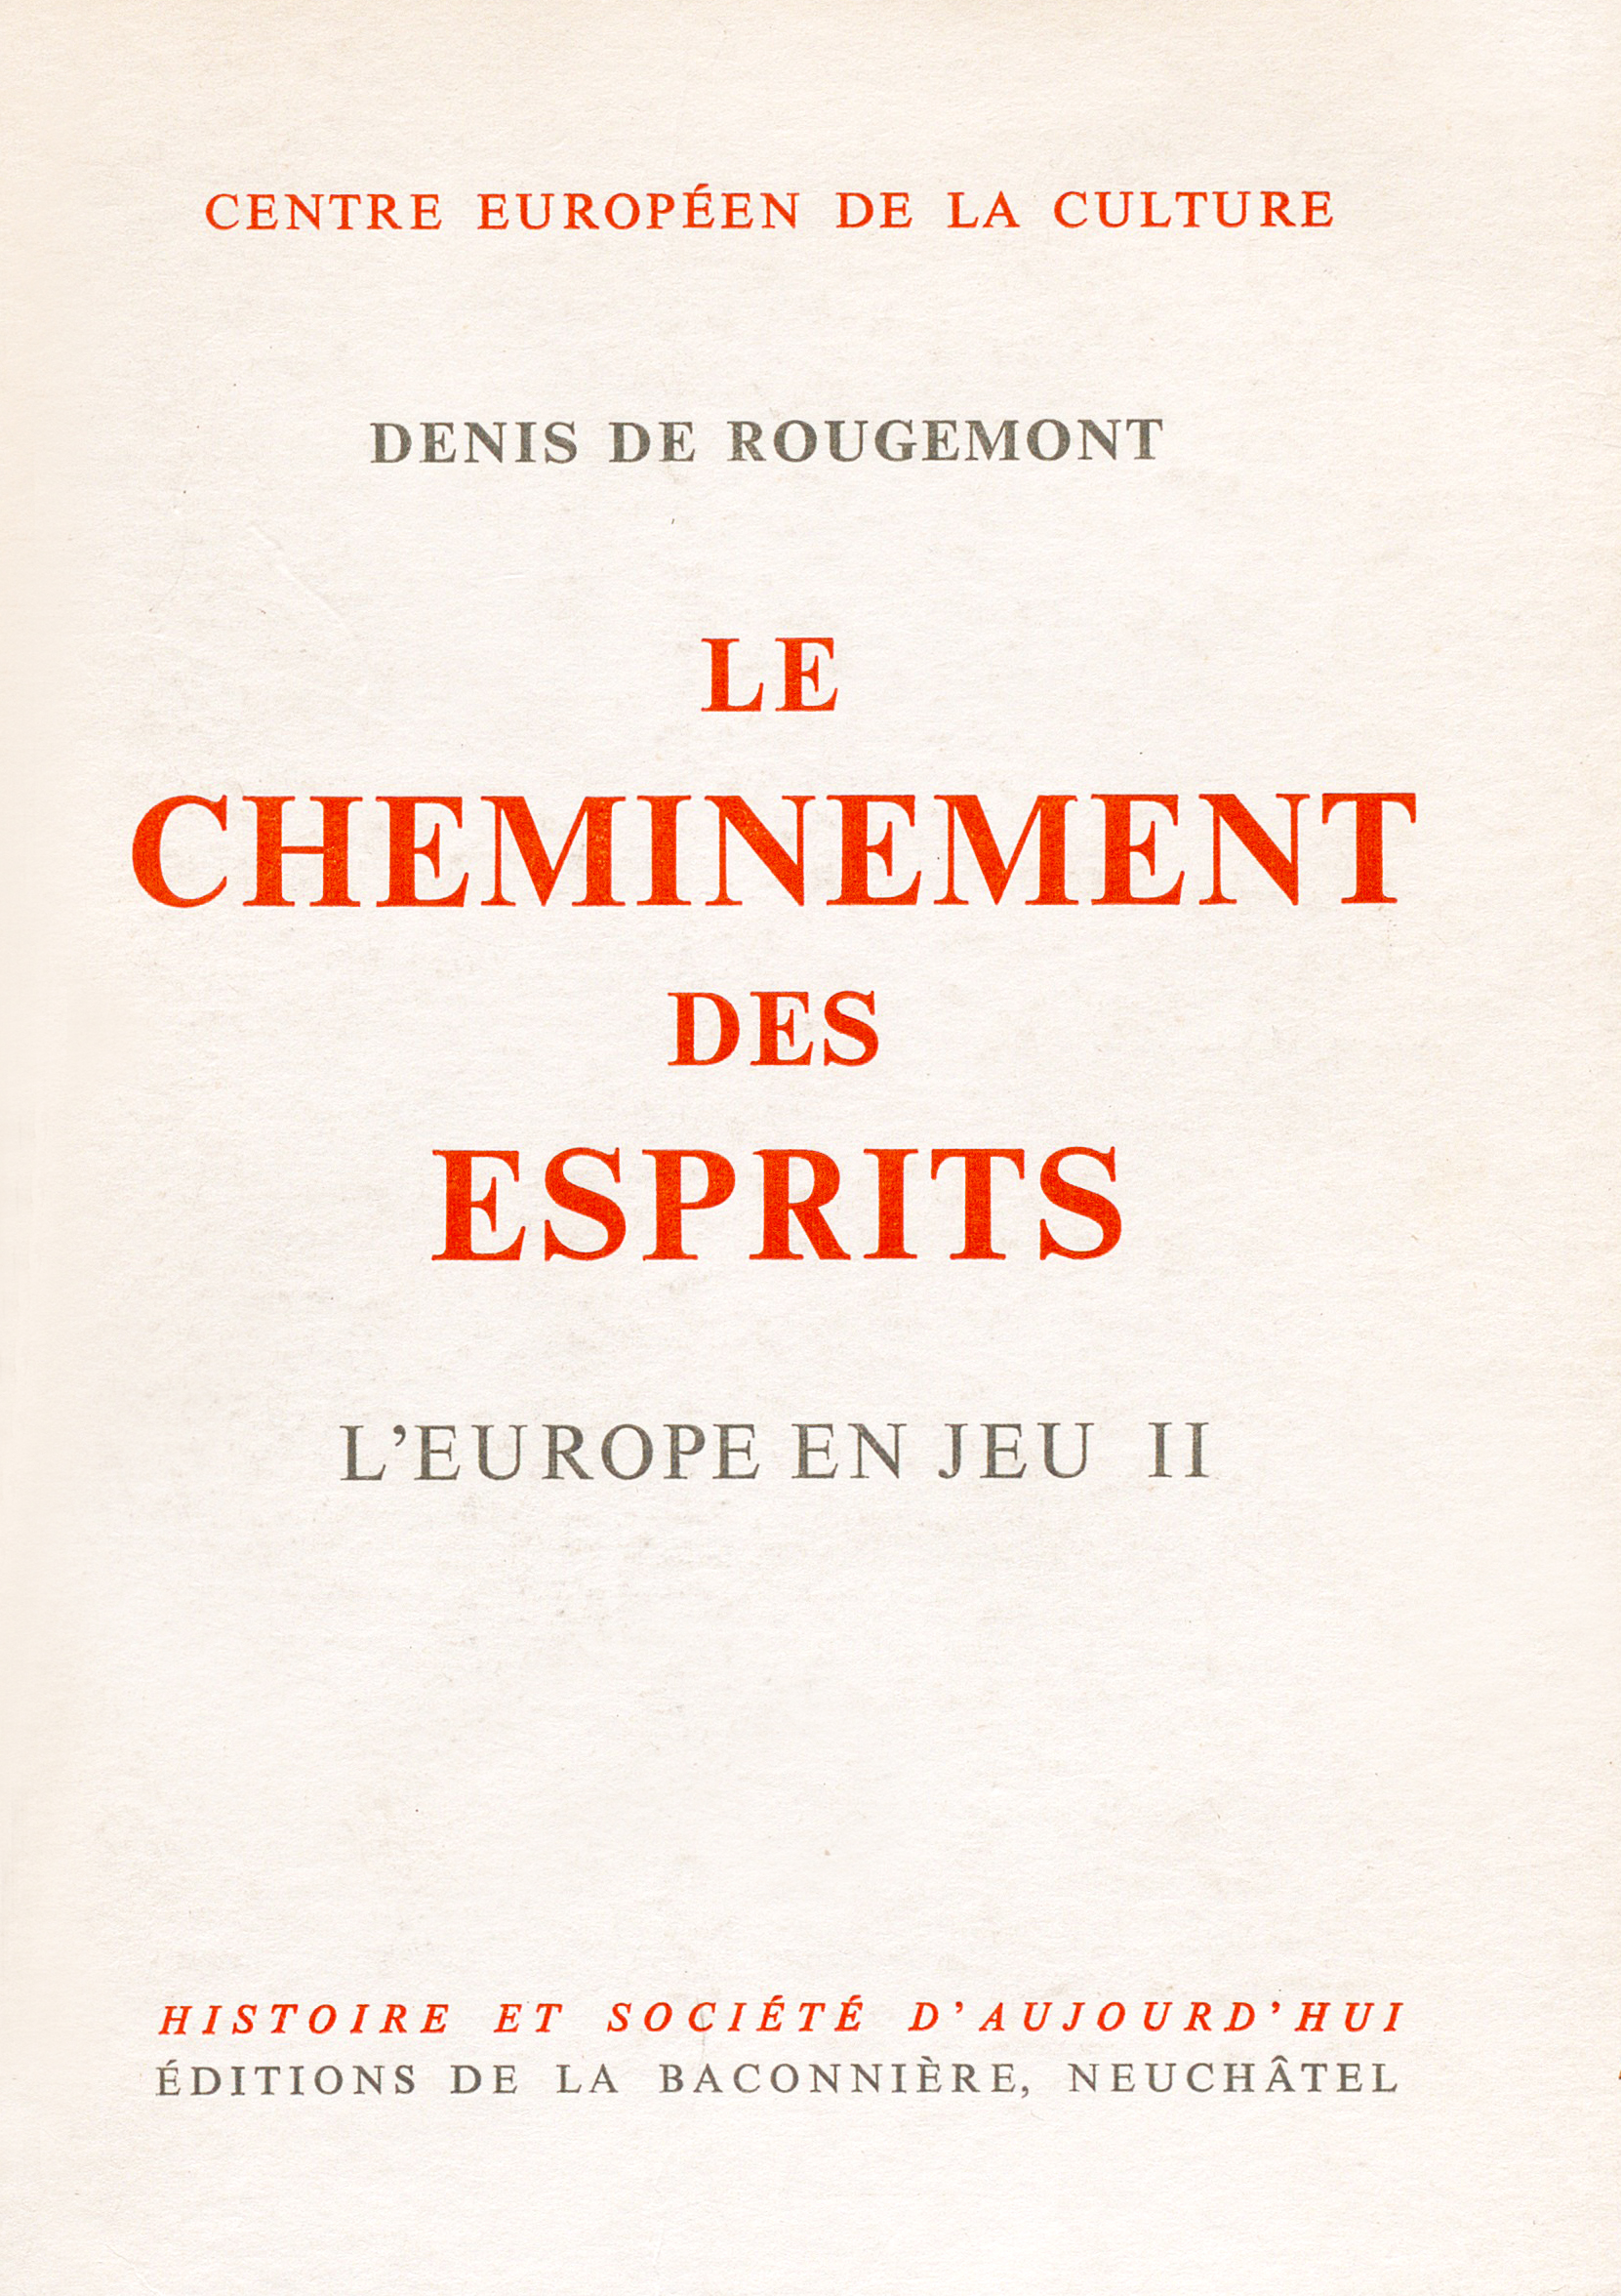 CENTRE EUROPÉEN DE LA CULTURE
DENIS DE ROUGEMONT
LE
CHEMINEMENT
DES
ESPRITS
L’EUROPE EN JEU II
HISTOIRE ET SOCIÉTÉ D’AUJOURD’HUI
ÉDITIONS DE LA BACONNIÈRE, NEUCHÂTEL